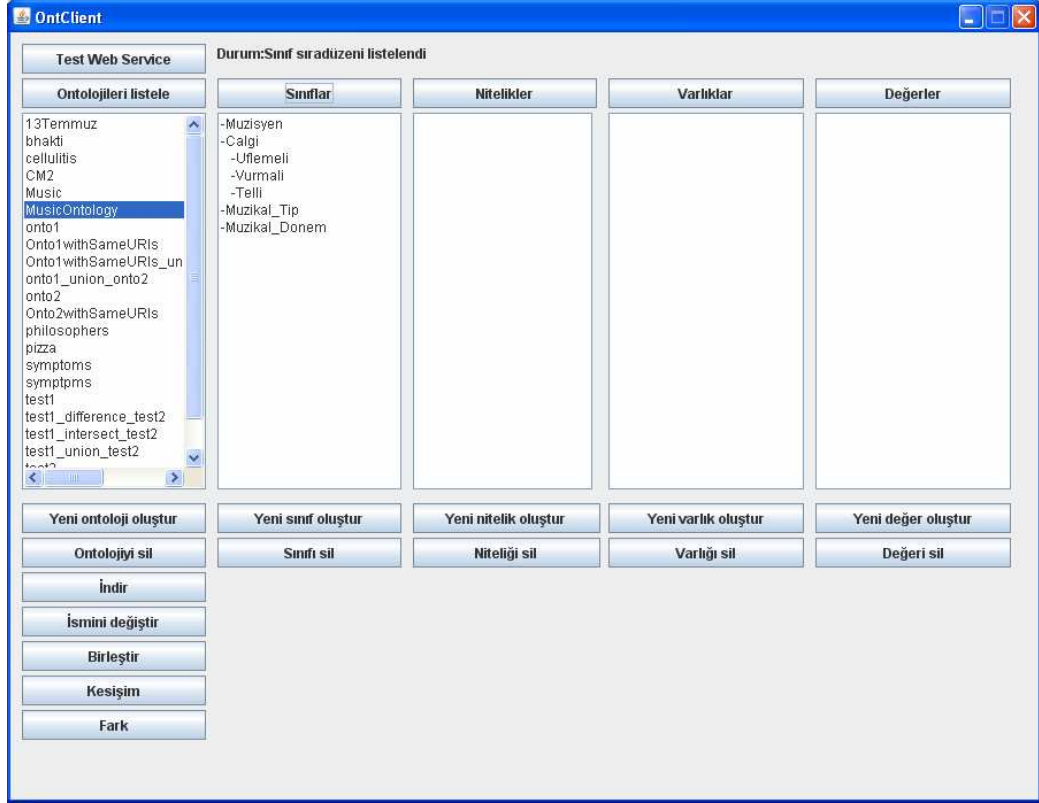 OntClient
Test Web Service
Durum:Sınıf sıradüzeni listelendi
Ontolojileri listele
Sınıflar
Nitelikler
Varlıklar
Değerler
13Temmuz
bhakti
cellulitis
CM2
Music
MusicOntology
onto1
Onto1withSameURIs
Onto1withSameURIs_un
onto1_union_onto2
onto2
Onto2withSameURIs
philosophers
pizza
symptoms
symptpms
test1
test1_difference_test2
test1_intersect_test2
test1_union_test2
test2
-Muzisyen
-Calgi
-Uflemeli
-Vurmali
-Telli
-Muzikal_Tip
-Muzikal_Donem
Yeni ontoloji oluştur
Yeni sınıf oluştur
Yeni nitelik oluştur
Yeni varlık oluştur
Yeni değer oluştur
Ontolojiyi sil
Sınıfı sil
Niteliği sil
Varlığı sil
Değeri sil
İndir
İsmini değiştir
Birleştir
Kesişim
Fark